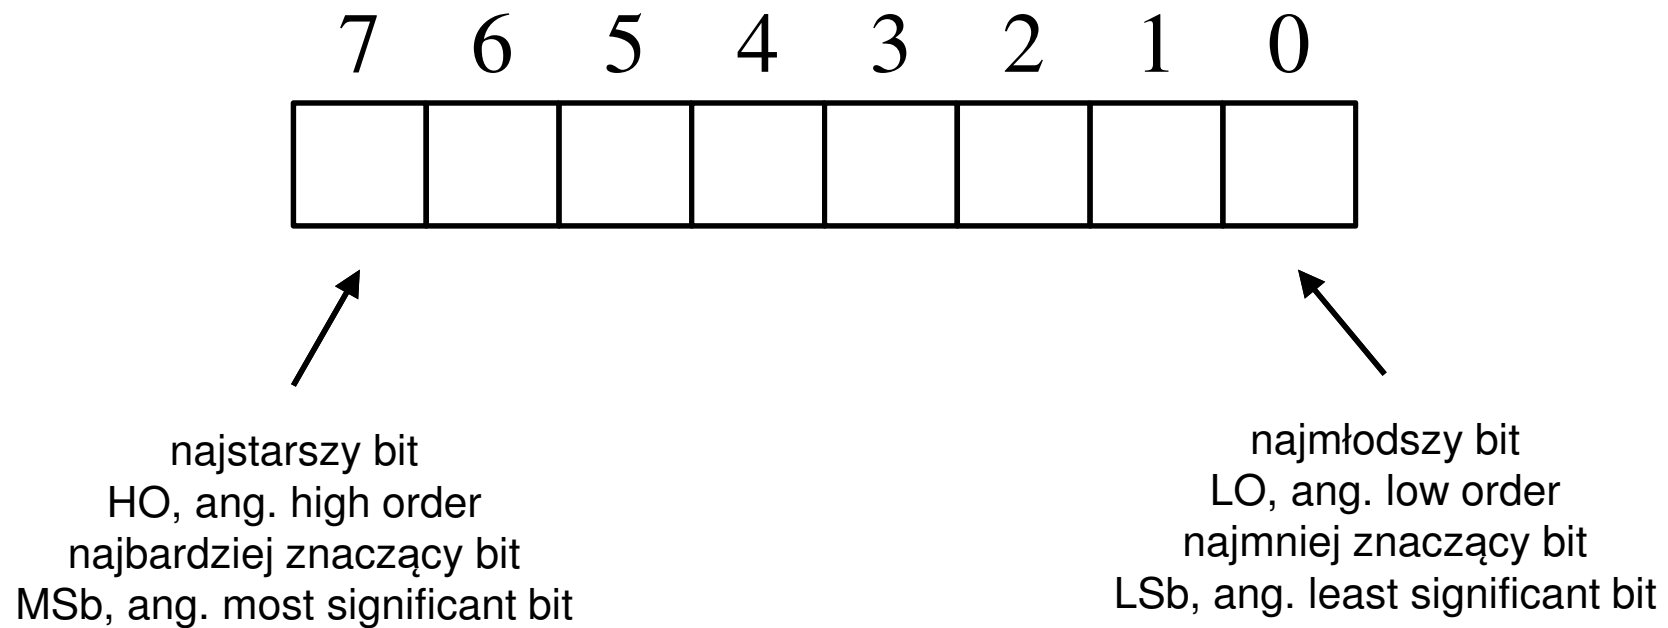 7 6 5 4 3 2 1 0
najstarszy bit
HO, ang. high order
najbardziej znaczący bit
MSb, ang. most significant bit
najmłodszy bit
LO, ang. low order
najmniej znaczący bit
LSb, ang. least significant bit